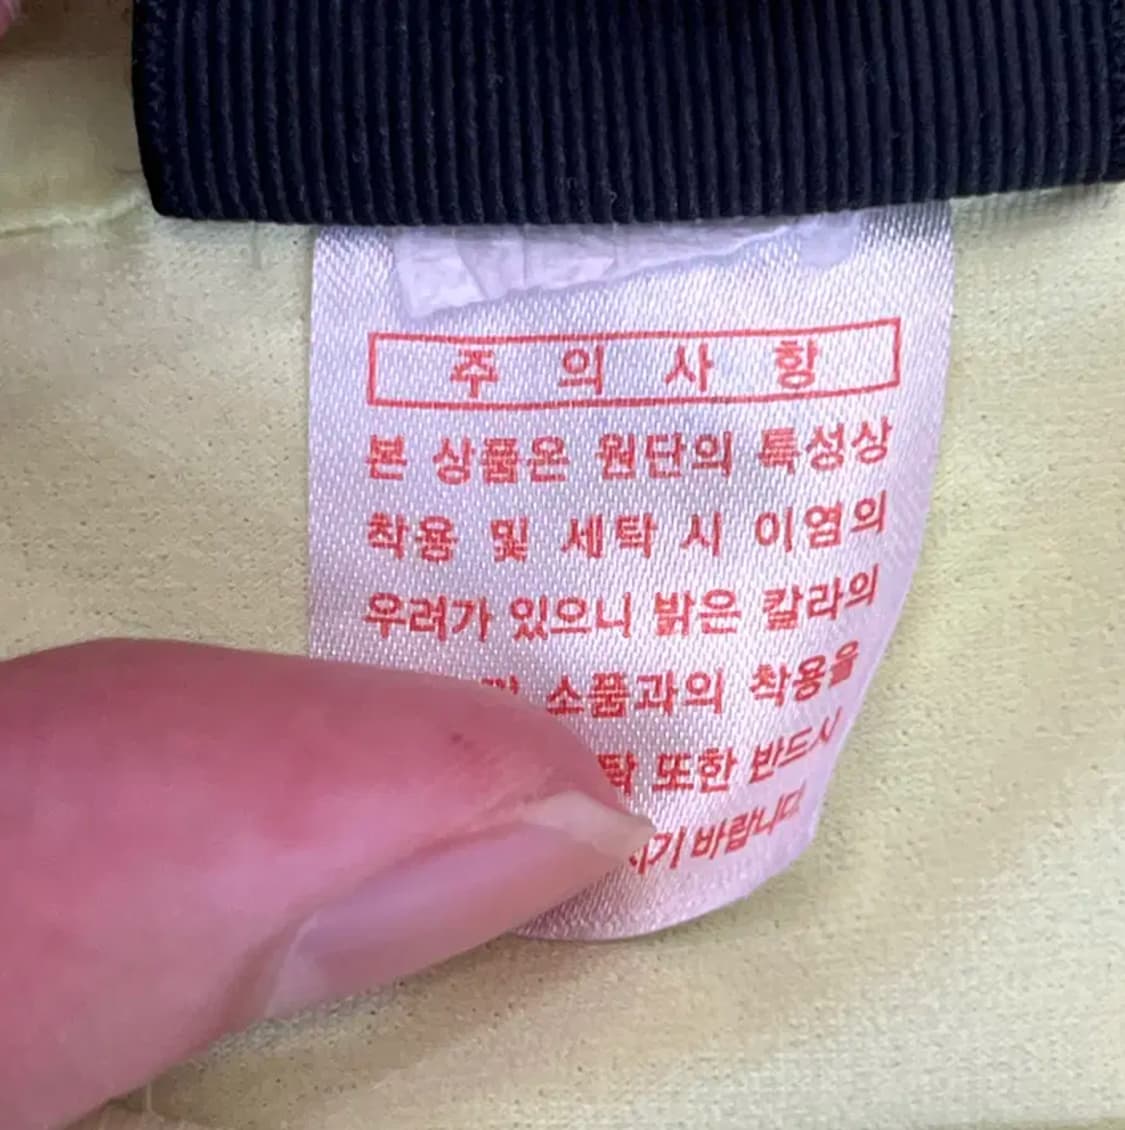 주 의 사 항
본 상품은 원단의 특성상
착용 및 세탁 시 이염의
우려가 있으니 밝은 칼라의
소품과의 착용을
또한 반드시
바랍니다